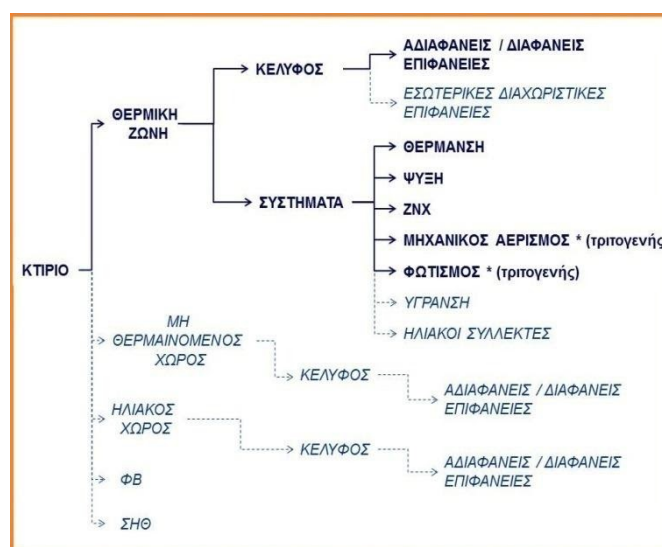 ΑΔΙΑΦΑΝΕΙΣ / ΔΙΑΦΑΝΕΙΣ
ΕΠΙΦΑΝΕΙΕΣ
ΚΕΛΥΦΟΣ
ΕΣΩΤΕΡΙΚΕΣ ΔΙΑΧΩΡΙΣΤΙΚΕΣ
ΕΠΙΦΑΝΕΙΕΣ
ΘΕΡΜΙΚΗ
ΖΩΝΗ
ΘΕΡΜΑΝΣΗ
ΨΥΞΗ
ΣΥΣΤΗΜΑΤΑ
ΖΝΧ
ΜΗΧΑΝΙΚΟΣ ΑΕΡΙΣΜΟΣ * (τριτογενής)
ΚΤΙΡΙΟ
ΦΩΤΙΣΜΟΣ * (τριτογενής)
ΥΓΡΑΝΣΗ
ΗΛΙΑΚΟΙ ΣΥΛΛΕΚΤΕΣ
ΜΗ
ΘΕΡΜΑΙΝΟΜΕΝΟΣ
ΧΩΡΟΣ
ΚΕΛΥΦΟΣ
ΑΔΙΑΦΑΝΕΙΣ / ΔΙΑΦΑΝΕΙΣ
ΕΠΙΦΑΝΕΙΕΣ
ΗΛΙΑΚΟΣ
ΧΩΡΟΣ
ΚΕΛΥΦΟΣ
ΑΔΙΑΦΑΝΕΙΣ / ΔΙΑΦΑΝΕΙΣ
ΕΠΙΦΑΝΕΙΕΣ
ΦΒ
ΣΗΘ